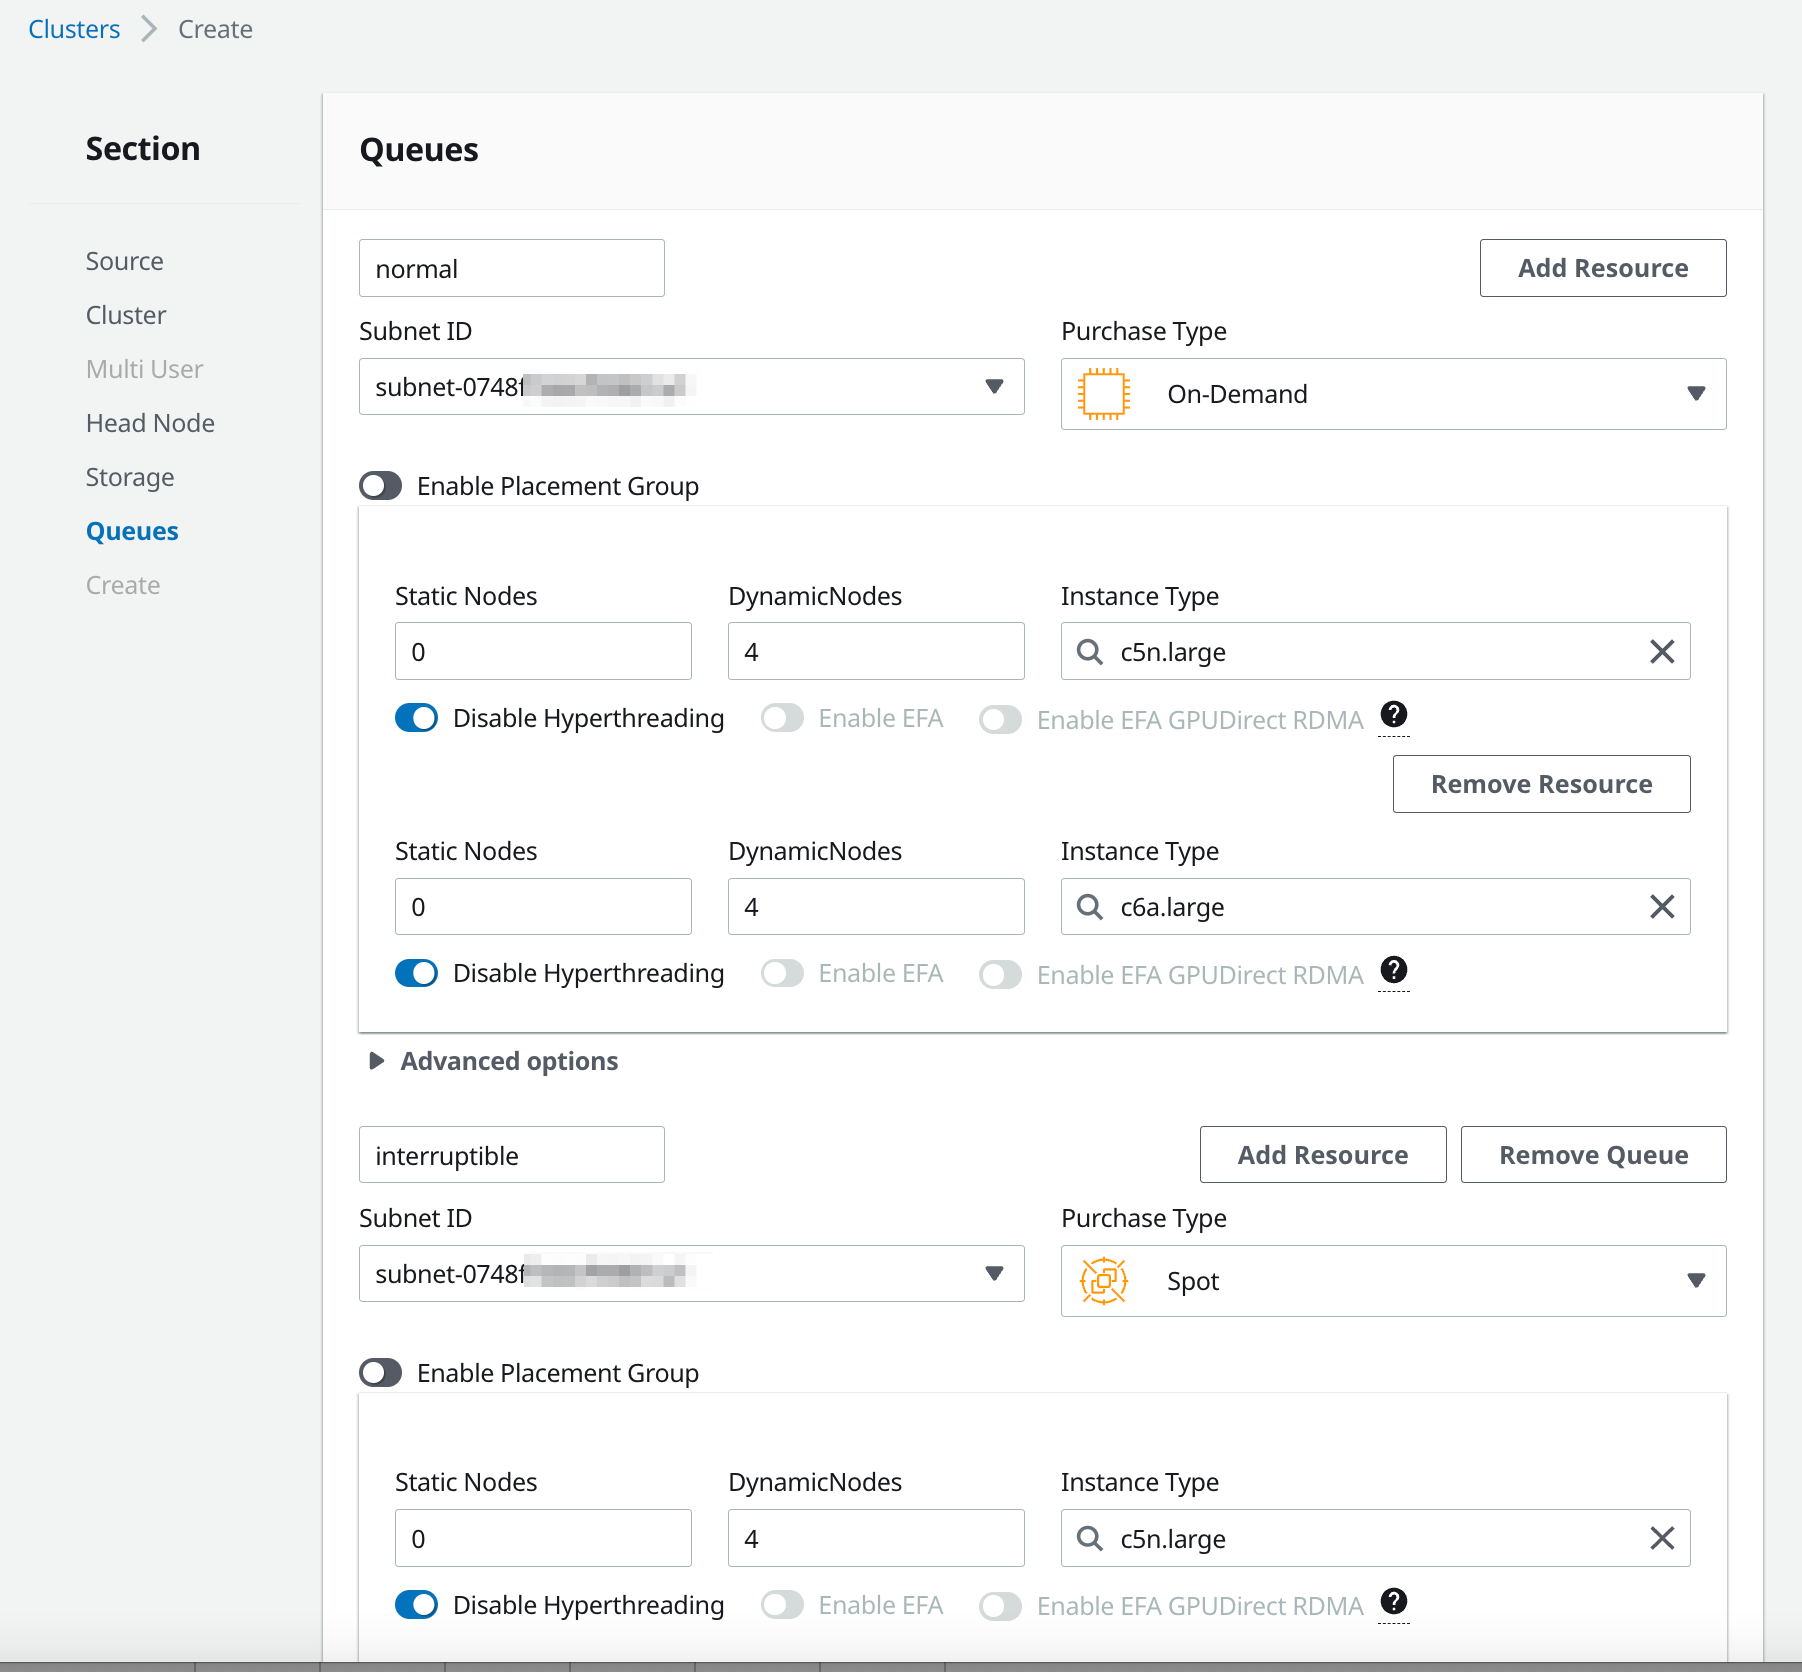 Clusters > Create
Section
Source
Cluster
Multi User
Head Node
Storage
Queues
Create
Queues
normal
Add Resource
Subnet ID
Purchase Type
subnet-0748f
On-Demand
Enable Placement Group
Static Nodes
DynamicNodes
Instance Type
0
4
c5n.large
Disable Hyperthreading
Enable EFA
Enable EFA GPUDirect RDMA
?
Remove Resource
Static Nodes
DynamicNodes
Instance Type
0
4
c6a.large
Disable Hyperthreading
Enable EFA
Enable EFA GPUDirect RDMA
?
Advanced options
interruptible
Add Resource
Remove Queue
Subnet ID
Purchase Type
subnet-0748f
Spot
Enable Placement Group
Static Nodes
DynamicNodes
Instance Type
0
4
c5n.large
Disable Hyperthreading
Enable EFA
Enable EFA GPUDirect RDMA
?